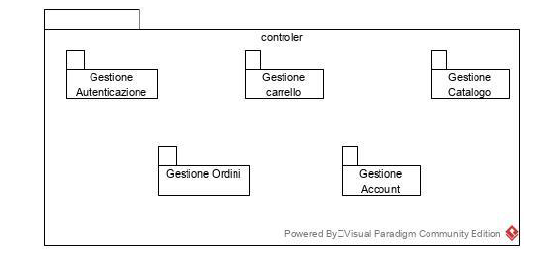 controler
Gestione
Autenticazione
Gestione
carrello
Gestione
Catalogo
Gestione Ordini
Gestione
Account
Powered By Visual Paradigm Community Edition